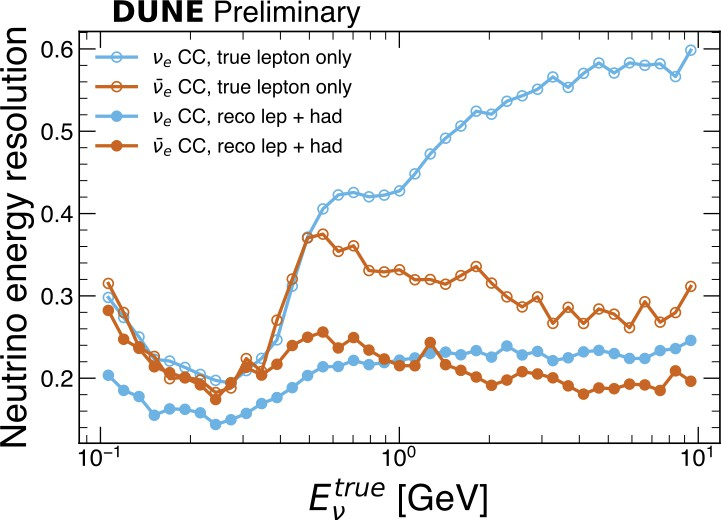 DUNE Preliminary
Neutrino energy resolution
0.6
0.5
0.4
0.3
0.2
νₑ CC, true lepton only
ν̄ₑ CC, true lepton only
νₑ CC, reco lep + had
ν̄ₑ CC, reco lep + had
10⁻¹
10⁰
10¹
E_ν^true [GeV]